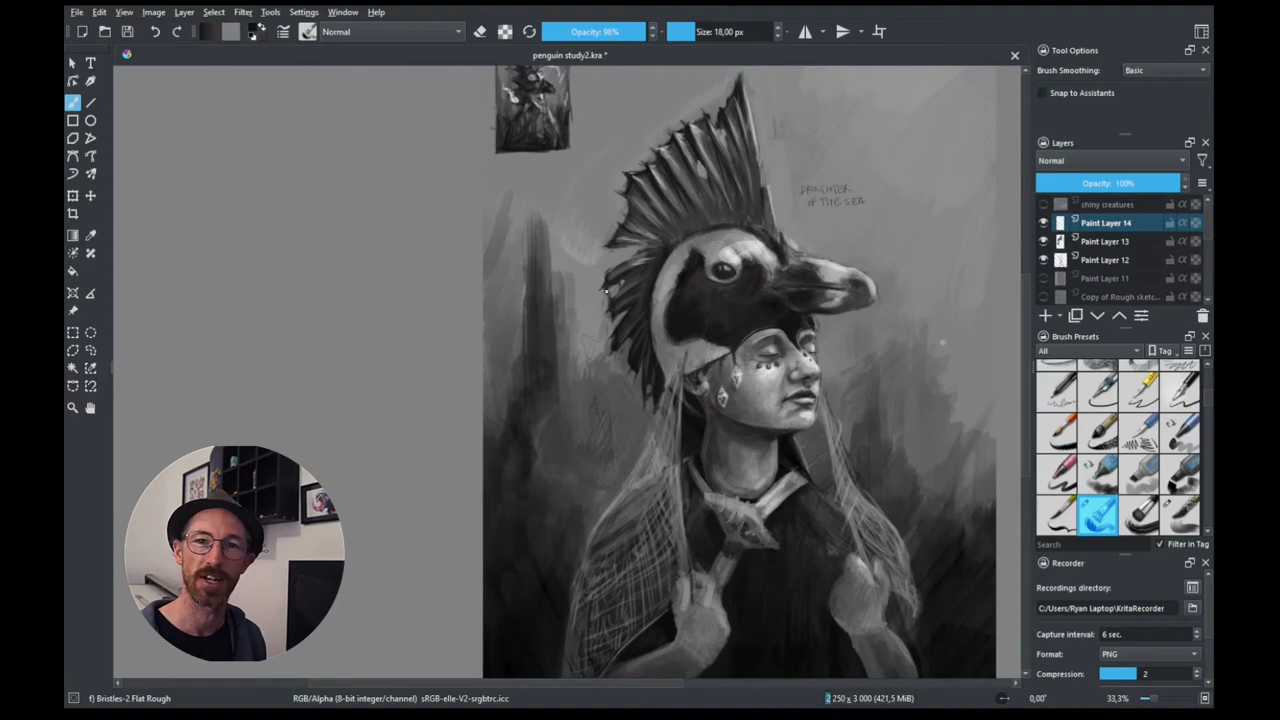 File Edit View Image Layer Select Filter Tools Settings Window Help
Normal Opacity: 98% Size: 18,00 px
penguin study2.kra *
Tool Options
Brush Smoothing: Basic
Snap to Assistants
Layers
Normal
Opacity: 100%
shiny creatures
Paint Layer 14
Paint Layer 13
Paint Layer 12
Paint Layer 11
Copy of Rough sketc...
DAUGHTER
OF THE SEA
Brush Presets
All Tag
Search Filter in Tag
Recorder
Recordings directory:
C:/Users/Ryan Laptop/KritaRecorder
Capture interval: 6 sec.
Format: PNG
Compression: 2
f) Bristles-2 Flat Rough RGB/Alpha (8-bit integer/channel) sRGB-elle-V2-srgbtrc.icc 2 250 x 3 000 (421,5 MiB) 0,00° 33,3%